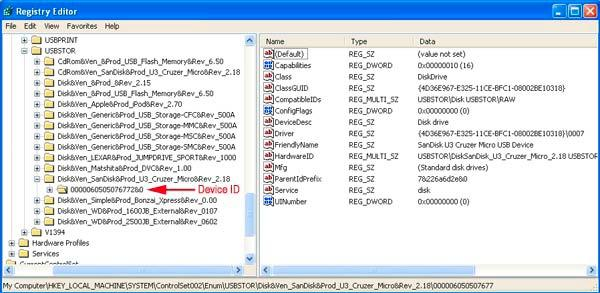 Registry Editor
File Edit View Favorites Help
USBPRINT
USBSTOR
CdRom&Ven_&Prod_USB_Flash_Memory&Rev_6.50
CdRom&Ven_SanDisk&Prod_U3_Cruzer_Micro&Rev_2.18
Disk&Ven_&Prod_&Rev_2.15
Disk&Ven_&Prod_USB_Flash_Memory&Rev_6.50
Disk&Ven_Apple&Prod_iPod&Rev_2.70
Disk&Ven_Generic&Prod_USB_Storage-CFC&Rev_500A
Disk&Ven_Generic&Prod_USB_Storage-MMC&Rev_500A
Disk&Ven_Generic&Prod_USB_Storage-MSC&Rev_500A
Disk&Ven_Generic&Prod_USB_Storage-SMC&Rev_500A
Disk&Ven_LEXAR&Prod_JUMPDRIVE_SPORT&Rev_1000
Disk&Ven_Matshita&Prod_DVC&Rev_1.00
Disk&Ven_SanDisk&Prod_U3_Cruzer_Micro&Rev_2.18
0000060505076772&0
Device ID
Disk&Ven_Simple&Prod_Bonzai_Xpress&Rev_0.00
Disk&Ven_WD&Prod_1600JB_External&Rev_0107
Disk&Ven_WD&Prod_2500JB_External&Rev_0602
V1394
Hardware Profiles
Services
CurrentControlSet
Name Type Data
(Default) REG_SZ (value not set)
Capabilities REG_DWORD 0x00000010 (16)
Class REG_SZ DiskDrive
ClassGUID REG_SZ {4D36E967-E325-11CE-BFC1-08002BE10318}
CompatibleIDs REG_MULTI_SZ USBSTOR\Disk USBSTOR\RAW
ConfigFlags REG_DWORD 0x00000000 (0)
DeviceDesc REG_SZ Disk drive
Driver REG_SZ {4D36E967-E325-11CE-BFC1-08002BE10318}\0007
FriendlyName REG_SZ SanDisk U3 Cruzer Micro USB Device
HardwareID REG_MULTI_SZ USBSTOR\DiskSanDisk_U3_Cruzer_Micro_2.18 USBSTOR
Mfg REG_SZ (Standard disk drives)
ParentIdPrefix REG_SZ 7&226a6d2e&0
Service REG_SZ disk
UINumber REG_DWORD 0x00000000 (0)
My Computer\HKEY_LOCAL_MACHINE\SYSTEM\ControlSet002\Enum\USBSTOR\Disk&Ven_SanDisk&Prod_U3_Cruzer_Micro&Rev_2.18\0000060505077